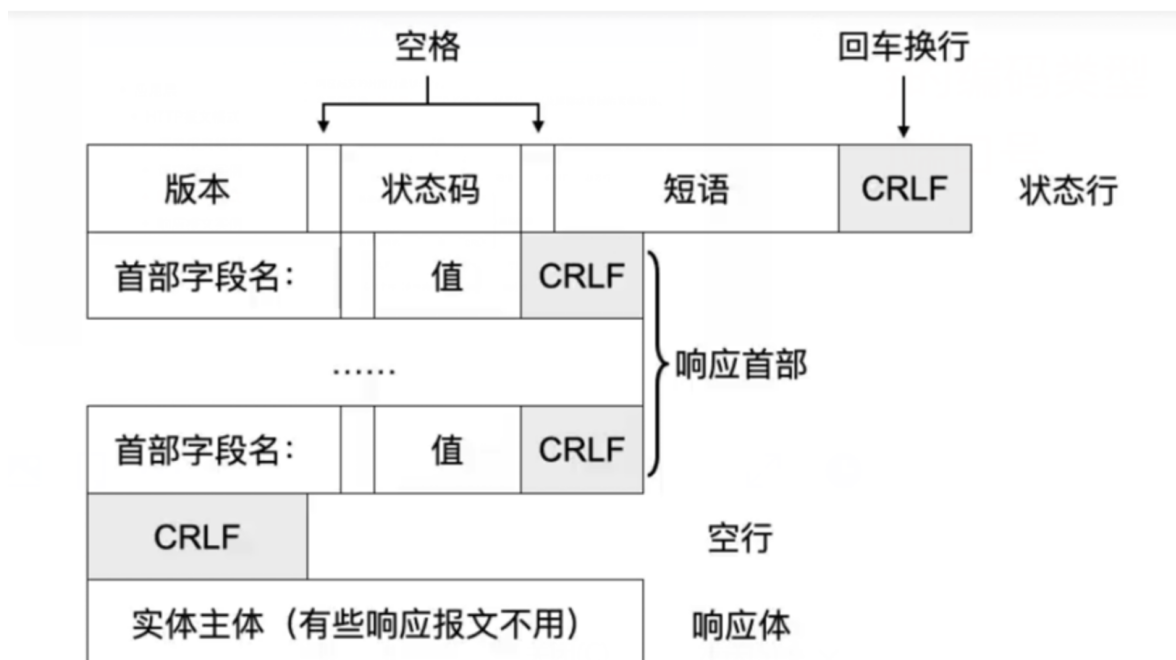 空格 回车换行
版本 状态码 短语 CRLF 状态行
首部字段名： 值 CRLF
…… 响应首部
首部字段名： 值 CRLF
CRLF 空行
实体主体（有些响应报文不用） 响应体